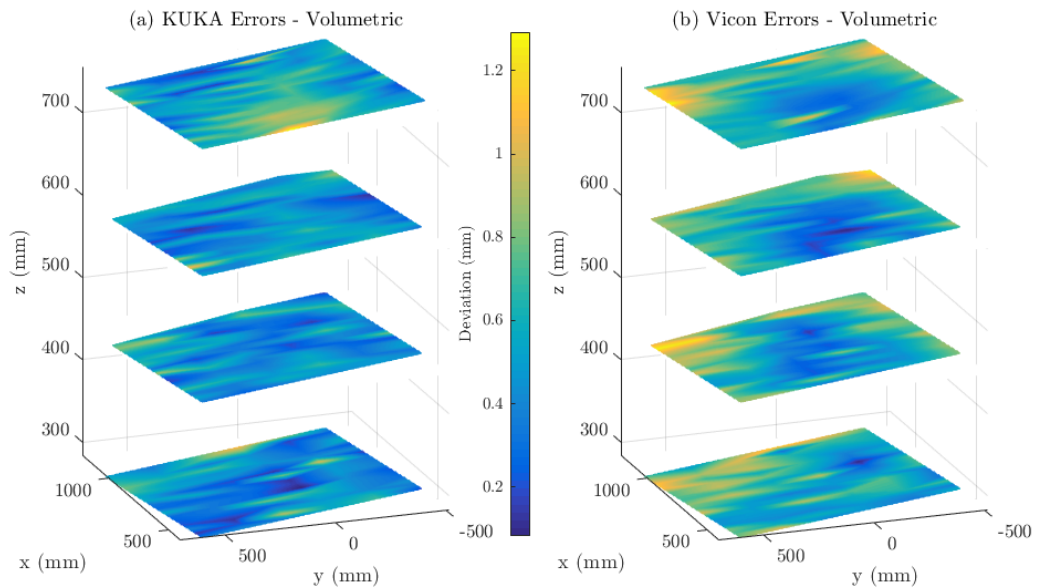 (a) KUKA Errors - Volumetric
(b) Vicon Errors - Volumetric
700
600
500
400
300
z (mm)
1000
500
x (mm)
500
0
-500
y (mm)
1.2
1
0.8
0.6
0.4
0.2
Deviation (mm)
700
600
500
400
300
z (mm)
1000
500
x (mm)
500
0
-500
y (mm)